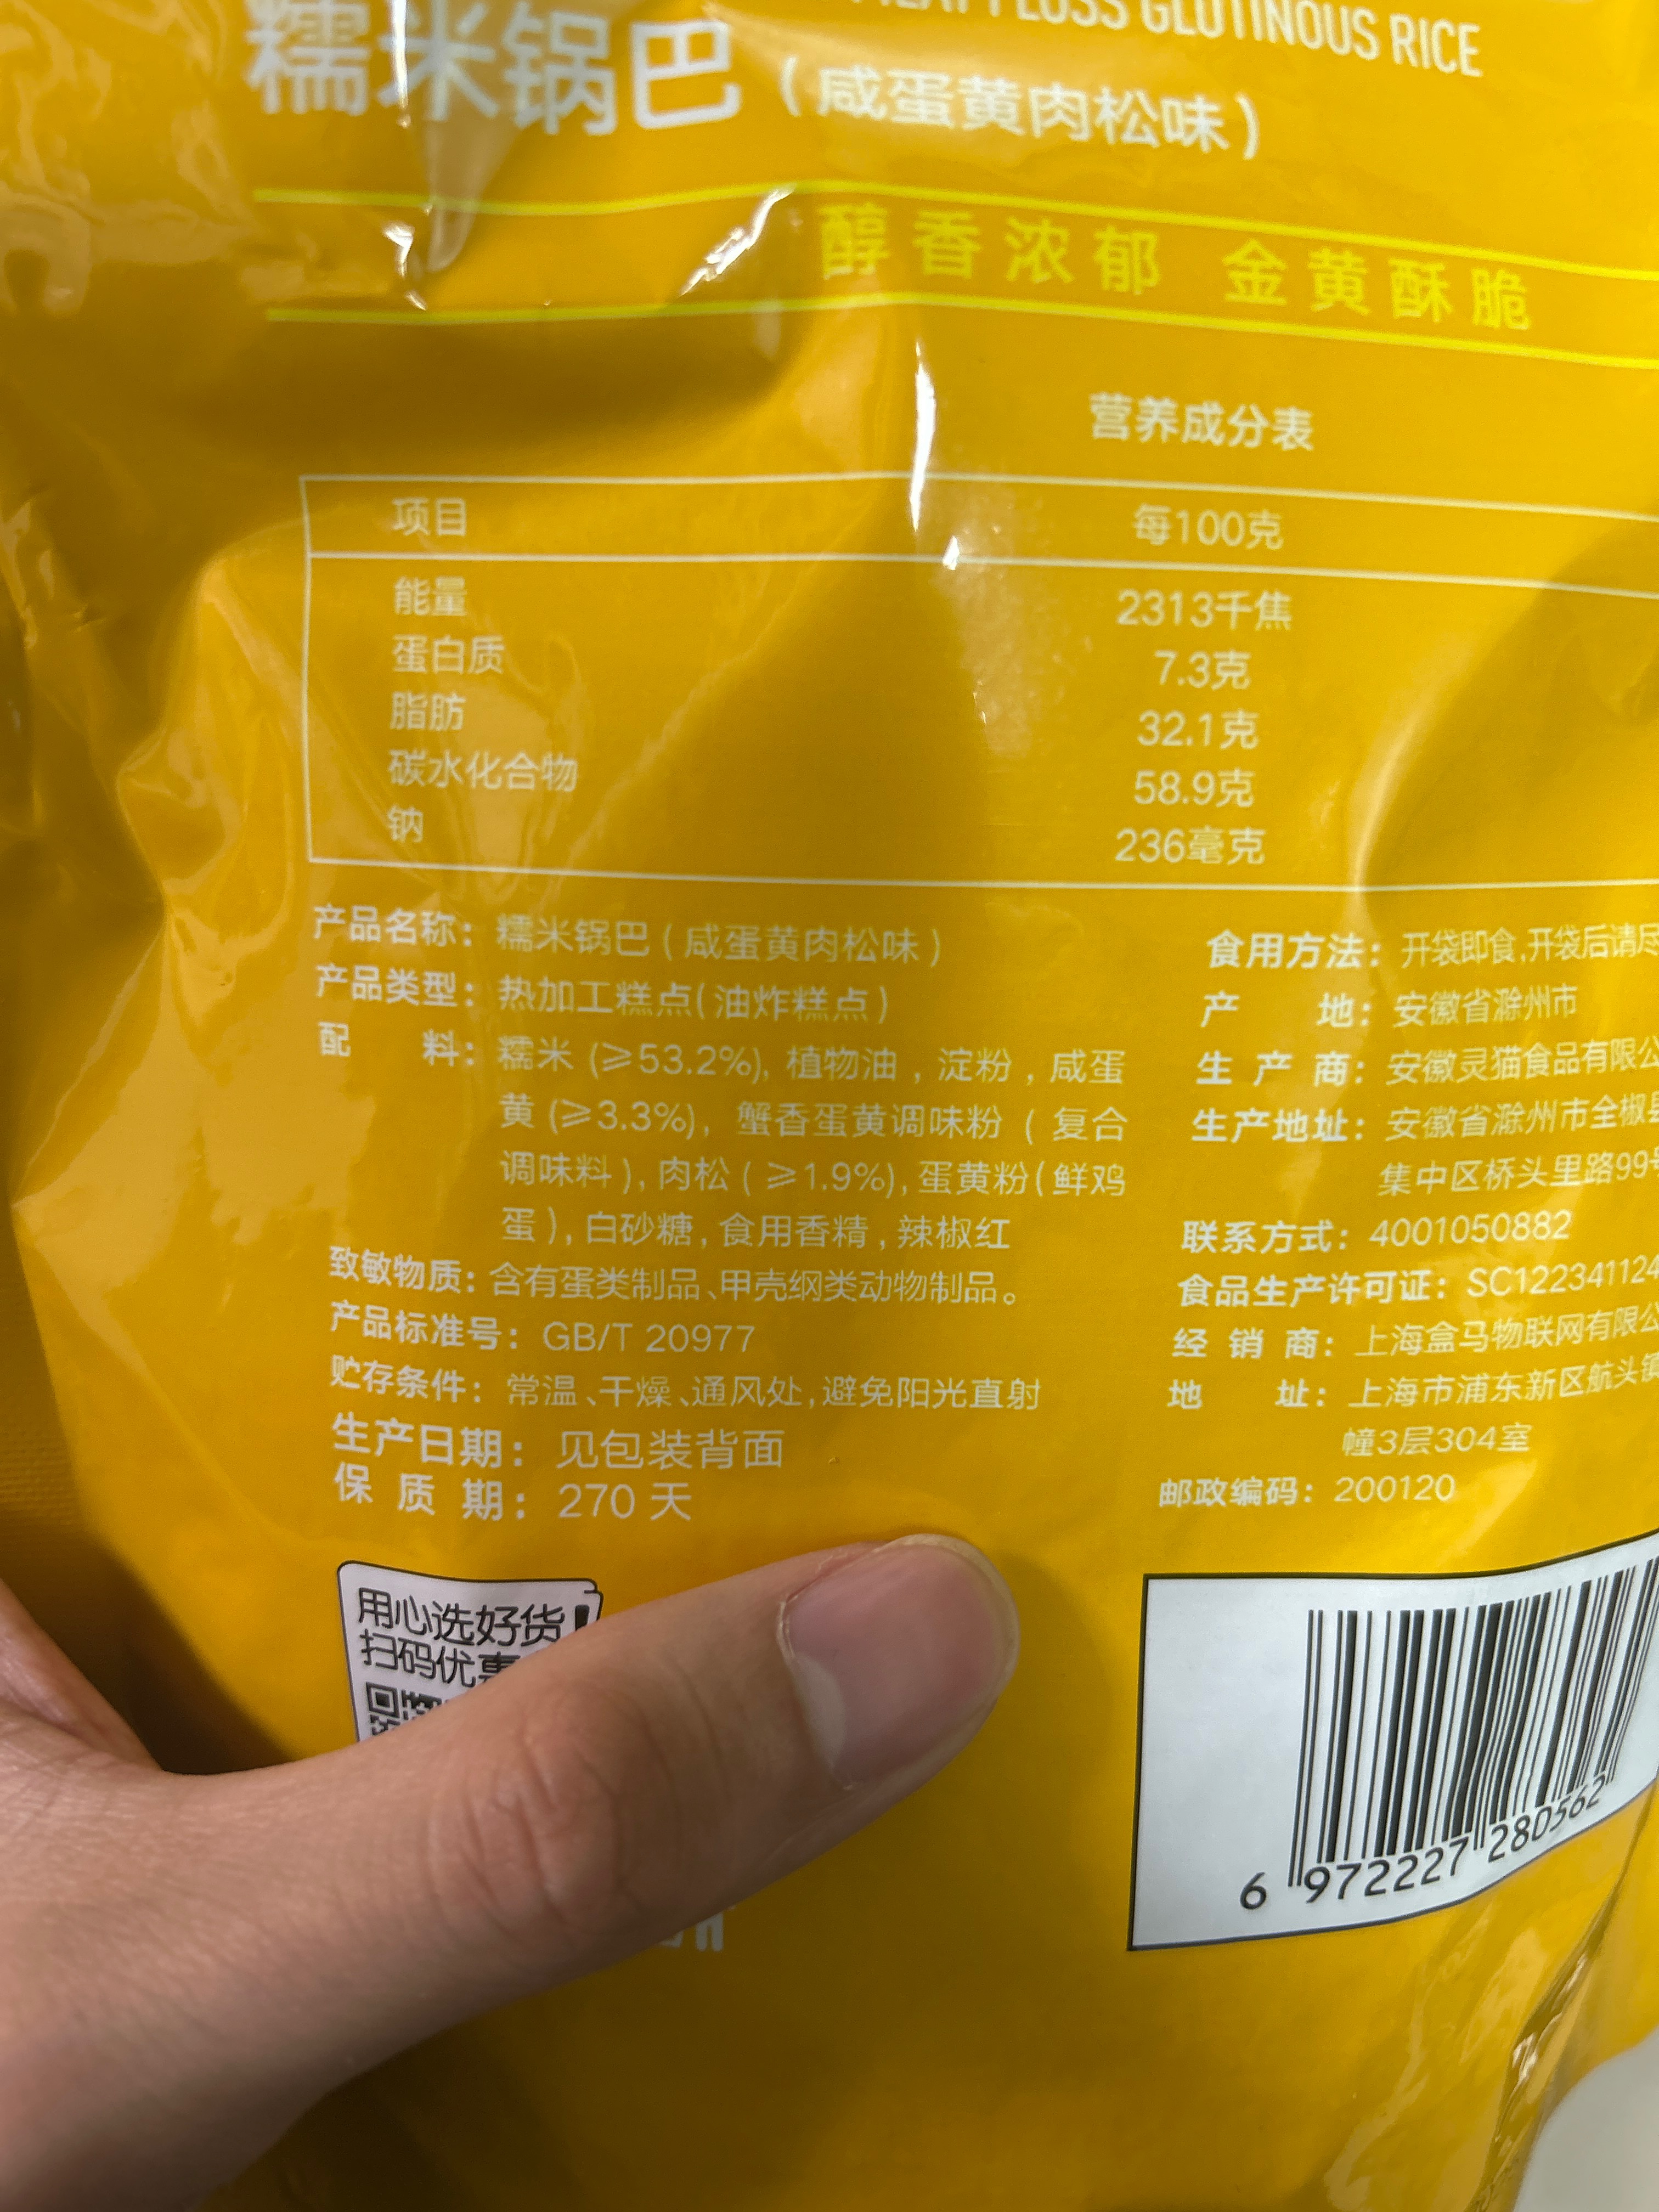 GLUTINOUS RICE
糯米锅巴(咸蛋黄肉松味)
醇香浓郁 金黄酥脆
营养成分表
项目 每100克
能量 2313千焦
蛋白质 7.3克
脂肪 32.1克
碳水化合物 58.9克
钠 236毫克
产品名称：糯米锅巴(咸蛋黄肉松味)
产品类型：热加工糕点(油炸糕点)
配 料：糯米 (≥53.2%), 植物油, 淀粉, 咸蛋
黄 (≥3.3%), 蟹香蛋黄调味粉 (复合
调味料), 肉松 (≥1.9%), 蛋黄粉(鲜鸡
蛋), 白砂糖, 食用香精, 辣椒红
致敏物质：含有蛋类制品、甲壳纲类动物制品。
产品标准号：GB/T 20977
贮存条件：常温、干燥、通风处,避免阳光直射
生产日期：见包装背面
保 质 期：270 天
食用方法：开袋即食,开袋后请尽
产 地：安徽省滁州市
生 产 商：安徽灵猫食品有限公
生产地址：安徽省滁州市全椒县
集中区桥头里路99号
联系方式：4001050882
食品生产许可证：SC122341124
经 销 商：上海盒马物联网有限公
地 址：上海市浦东新区航头镇
幢3层304室
邮政编码：200120
用心选好货!
扫码优惠
6 972227 280562